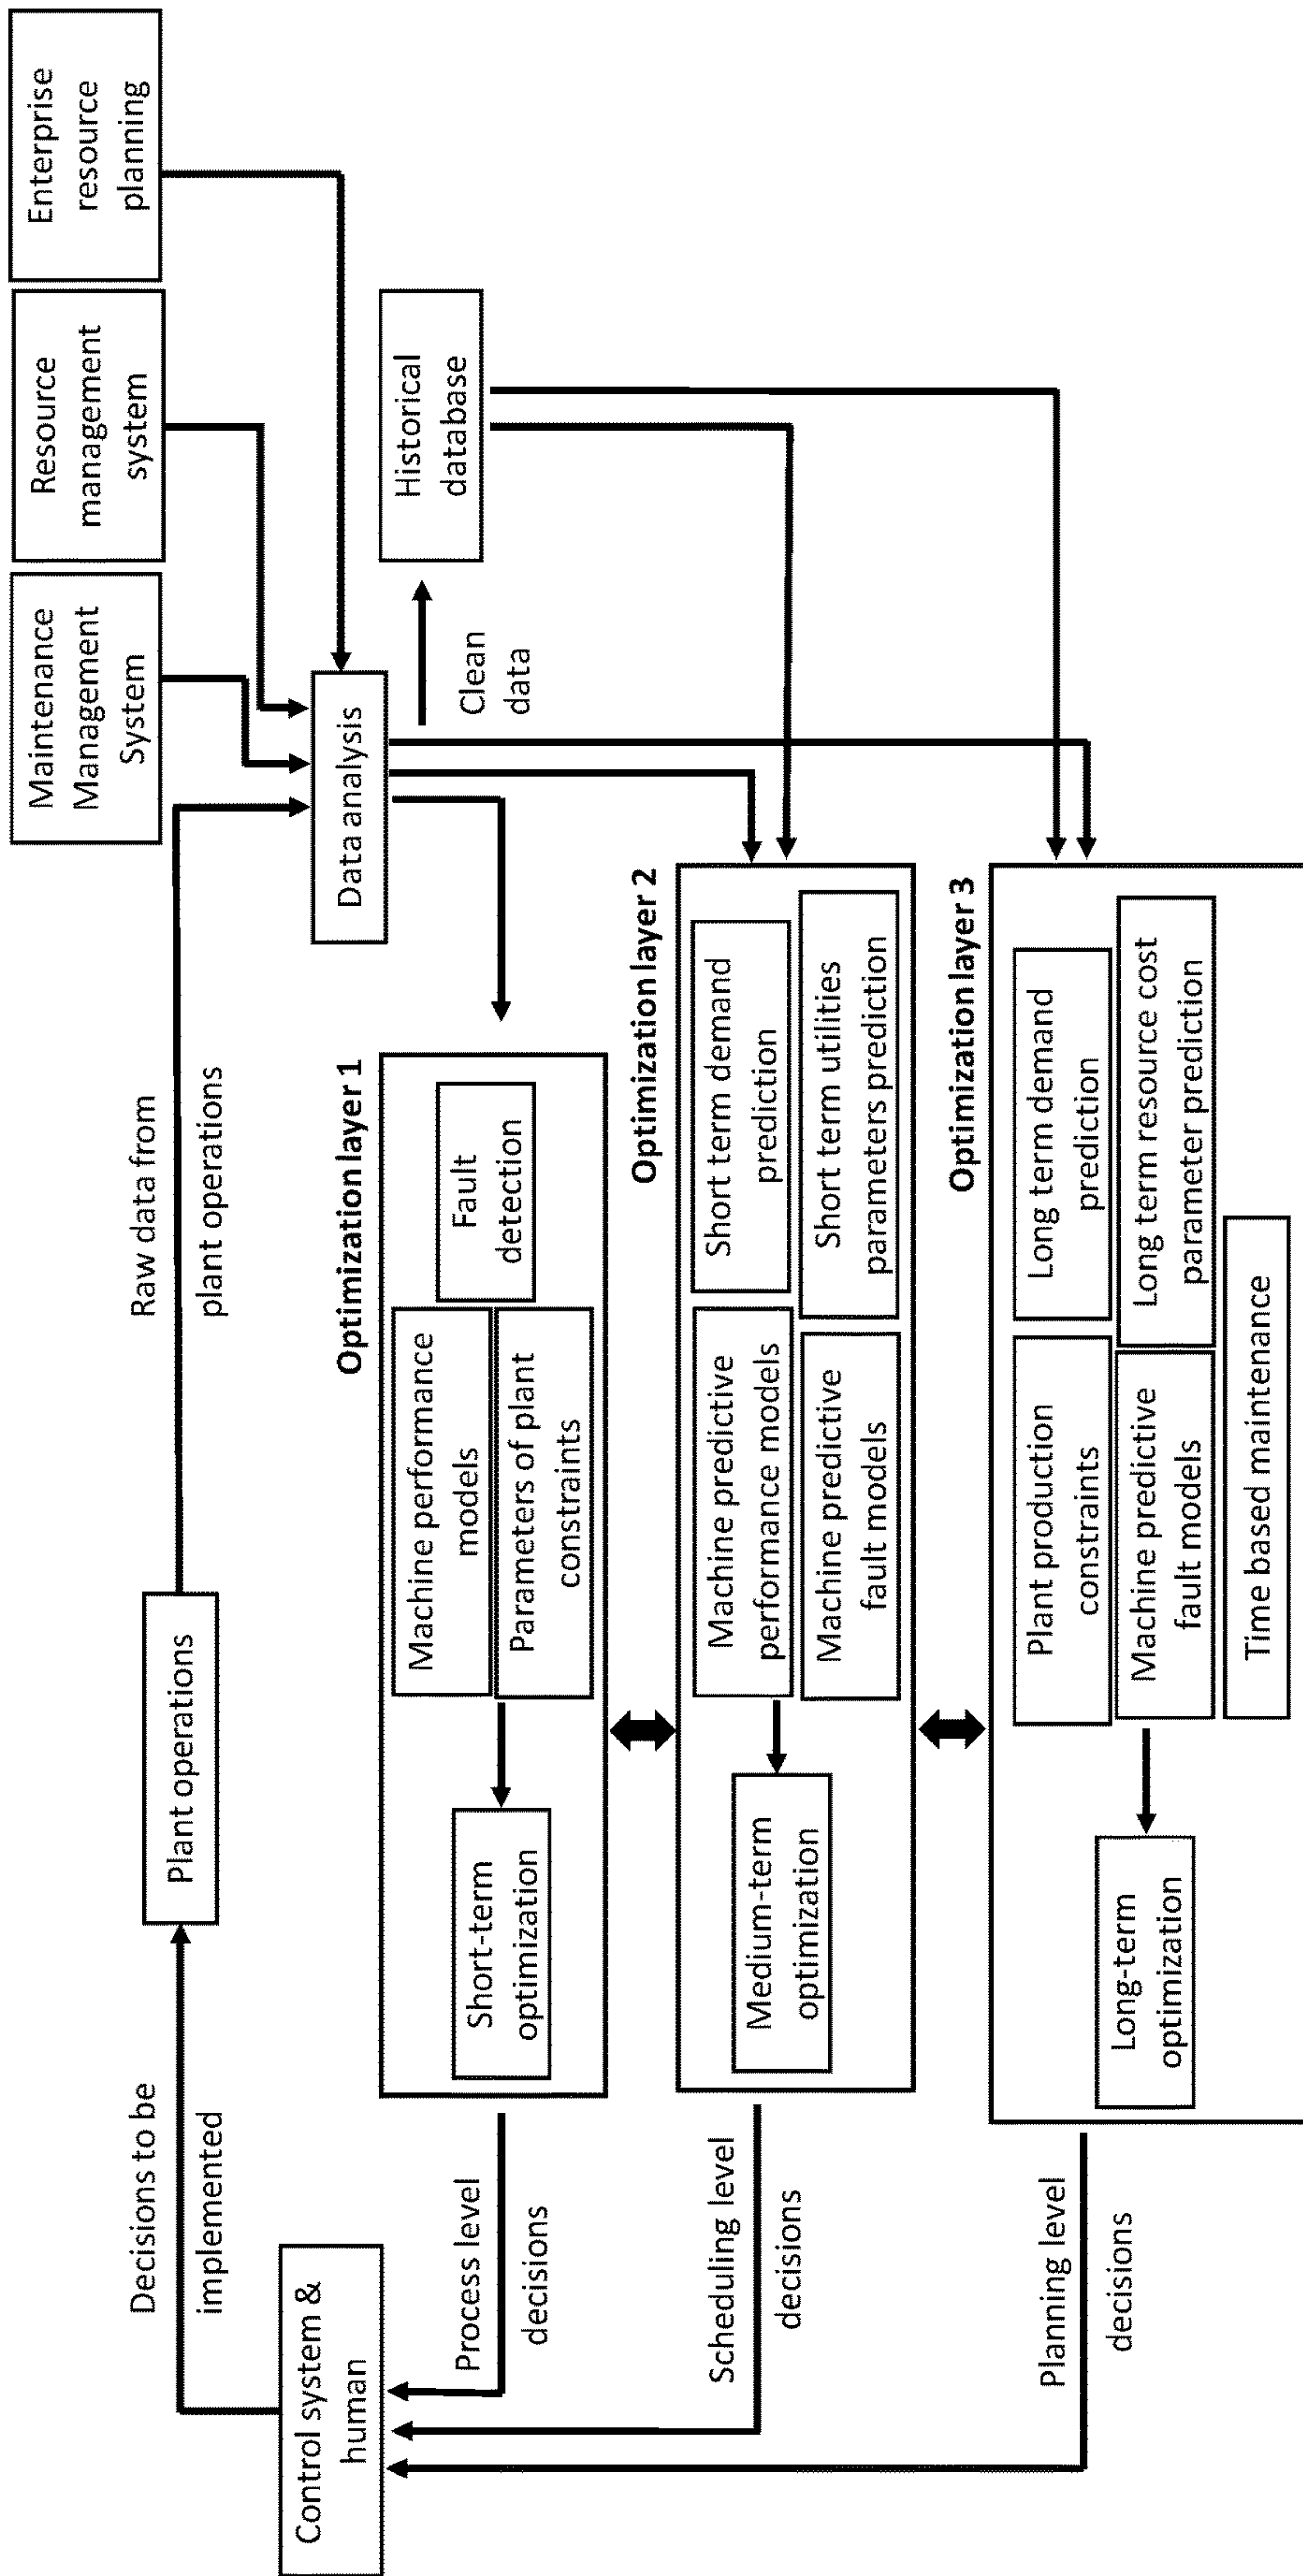 Enterprise
resource
planning
Resource
management
system
Maintenance
Management
System
Plant operations
Decisions to be
implemented
Raw data from
plant operations
Control system &
human
Data analysis
Clean
data
Historical
database
Optimization layer 1
Short-term
optimization
Machine performance
models
Parameters of plant
constraints
Fault
detection
Process level
decisions
Optimization layer 2
Medium-term
optimization
Machine predictive
performance models
Machine predictive
fault models
Short term demand
prediction
Short term utilities
parameters prediction
Scheduling level
decisions
Optimization layer 3
Long-term
optimization
Plant production
constraints
Machine predictive
fault models
Long term demand
prediction
Long term resource cost
parameter prediction
Time based maintenance
Planning level
decisions